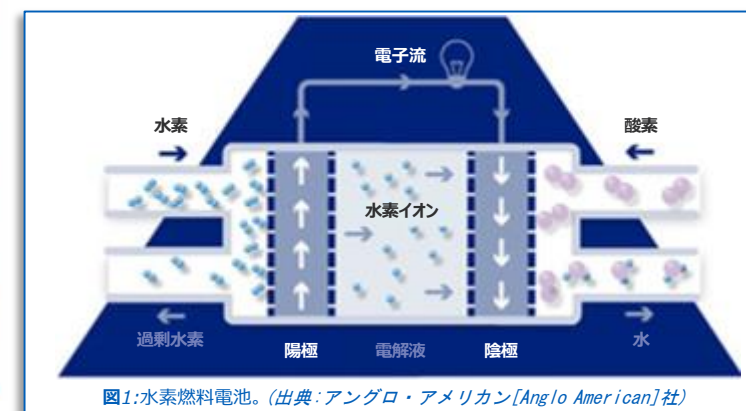 電子流
水素
酸素
水素イオン
過剰水素
陽極
電解液
陰極
水
図1:水素燃料電池。(出典:アングロ・アメリカン[Anglo American]社)